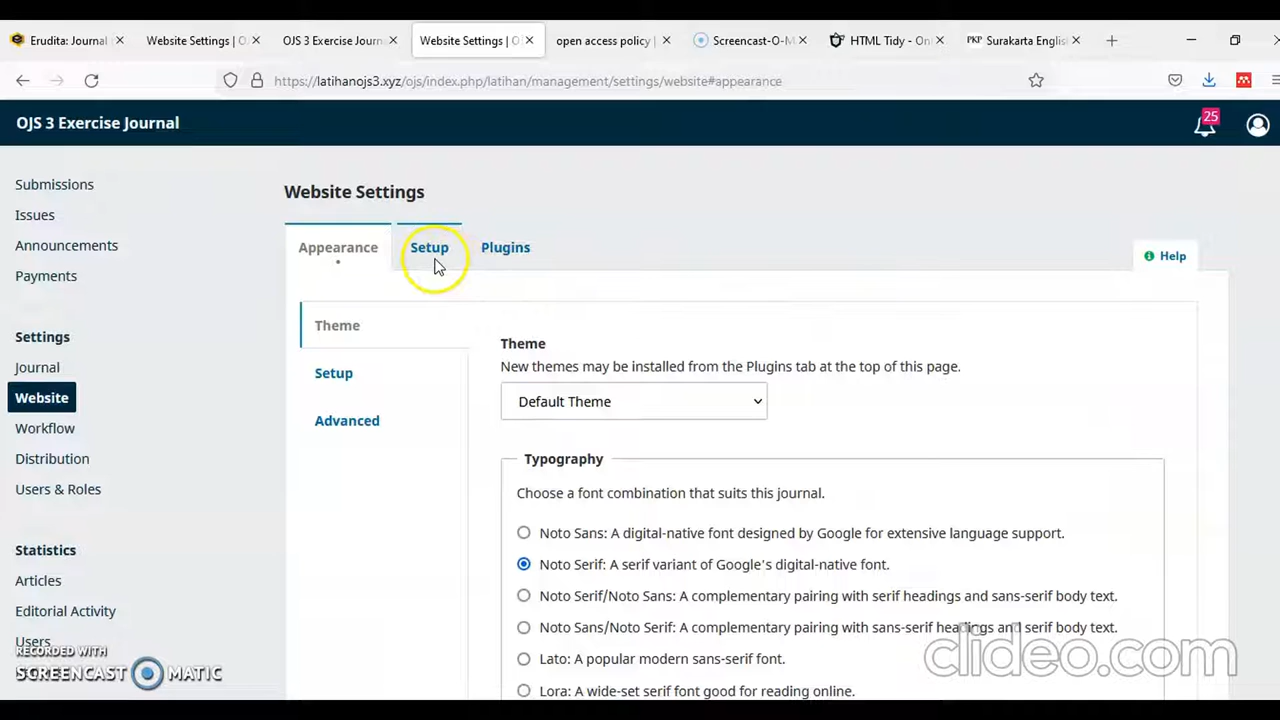 Erudita: Journal
Website Settings | O
OJS 3 Exercise Journ
Website Settings | O
open access policy |
Screencast-O-M
HTML Tidy - Onl
PKP
Surakarta English
https://latihanojs3.xyz/ojs/index.php/latihan/management/settings/website#appearance
OJS 3 Exercise Journal
25
Submissions
Issues
Announcements
Payments
Settings
Journal
Website
Workflow
Distribution
Users & Roles
Statistics
Articles
Editorial Activity
Users
Website Settings
Appearance
Setup
Plugins
Help
Theme
Setup
Advanced
Theme
New themes may be installed from the Plugins tab at the top of this page.
Default Theme
Typography
Choose a font combination that suits this journal.
Noto Sans: A digital-native font designed by Google for extensive language support.
Noto Serif: A serif variant of Google's digital-native font.
Noto Serif/Noto Sans: A complementary pairing with serif headings and sans-serif body text.
Noto Sans/Noto Serif: A complementary pairing with sans-serif headings and serif body text.
Lato: A popular modern sans-serif font.
Lora: A wide-set serif font good for reading online.
RECORDED WITH
SCREENCAST MATIC
clideo.com